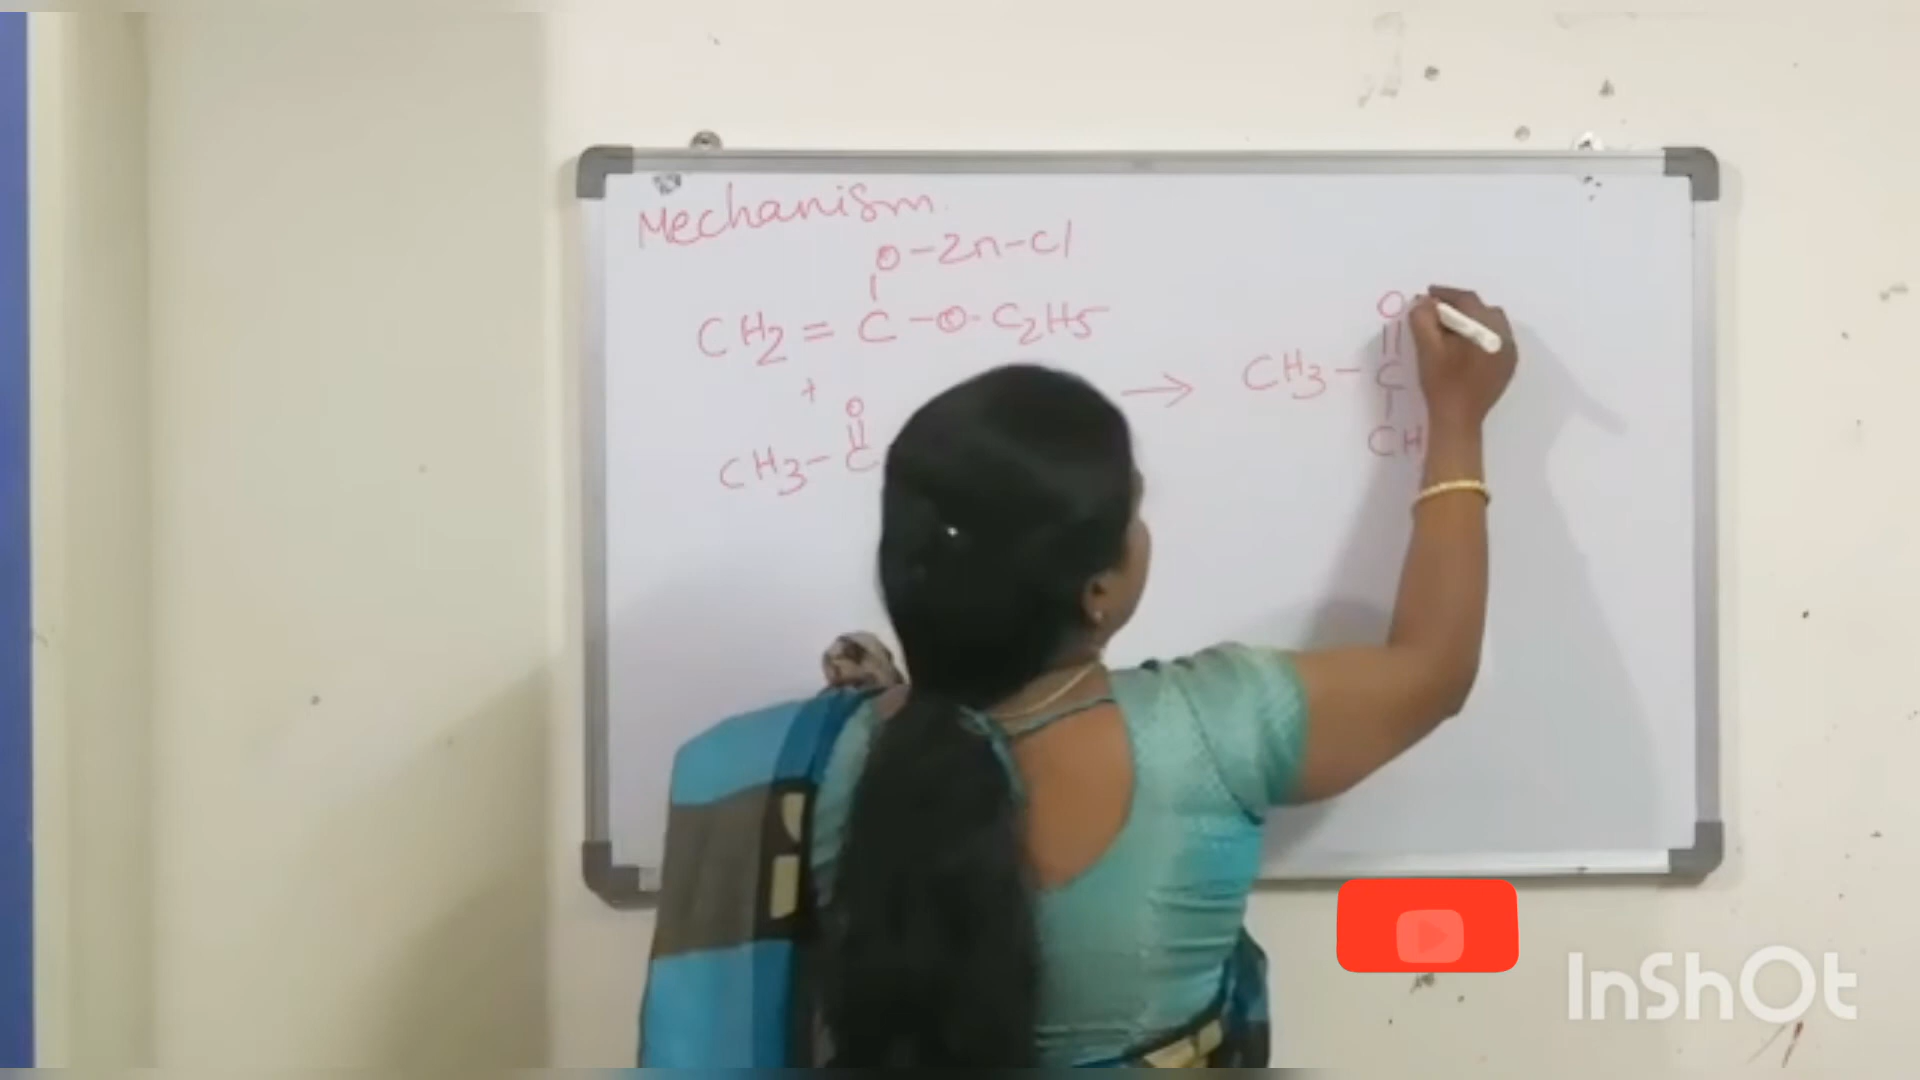 Mechanism
O-Zn-Cl
CH2 = C-O-C2H5
+
O
CH3-C
→
O
CH3-C
CH
InShOt